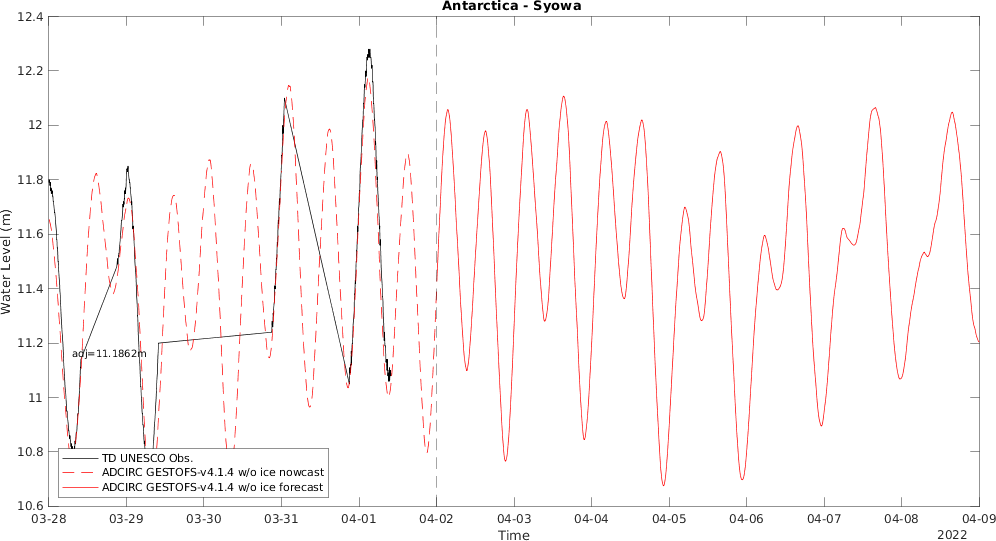 Antarctica - Syowa
12.4
12.2
12
11.8
11.6
11.4
11.2
11
10.8
10.6
Water Level (m)
adj=11.1862m
TD UNESCO Obs.
ADCIRC GESTOFS-v4.1.4 w/o ice nowcast
ADCIRC GESTOFS-v4.1.4 w/o ice forecast
03-28 03-29 03-30 03-31 04-01 04-02 04-03 04-04 04-05 04-06 04-07 04-08 04-09
Time
2022